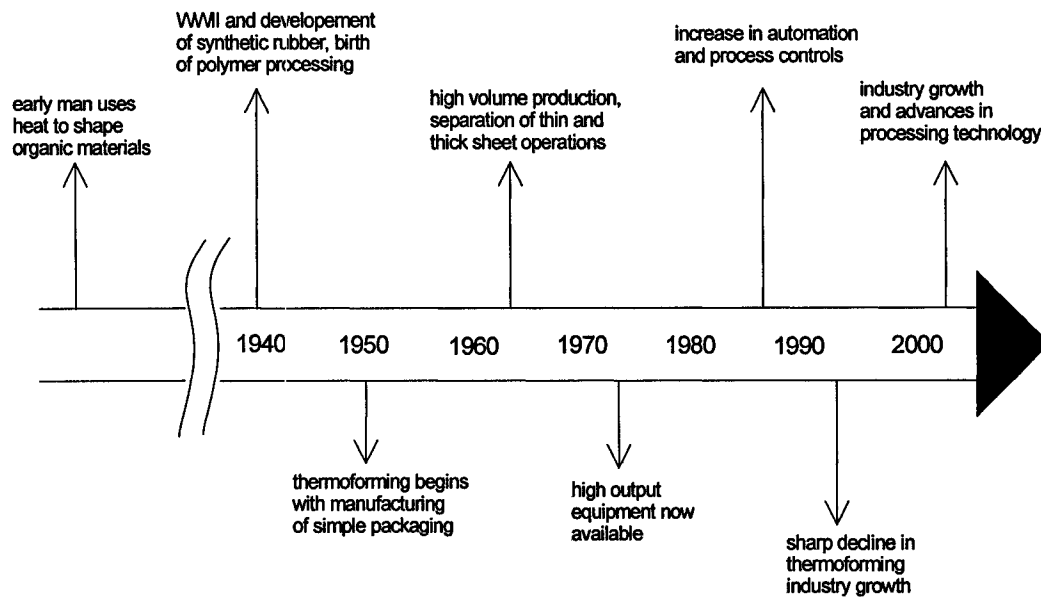 WWII and developement
of synthetic rubber, birth
of polymer processing
increase in automation
and process controls
early man uses
heat to shape
organic materials
high volume production,
separation of thin and
thick sheet operations
industry growth
and advances in
processing technology
1940 1950 1960 1970 1980 1990 2000
thermoforming begins
with manufacturing
of simple packaging
high output
equipment now
available
sharp decline in
thermoforming
industry growth